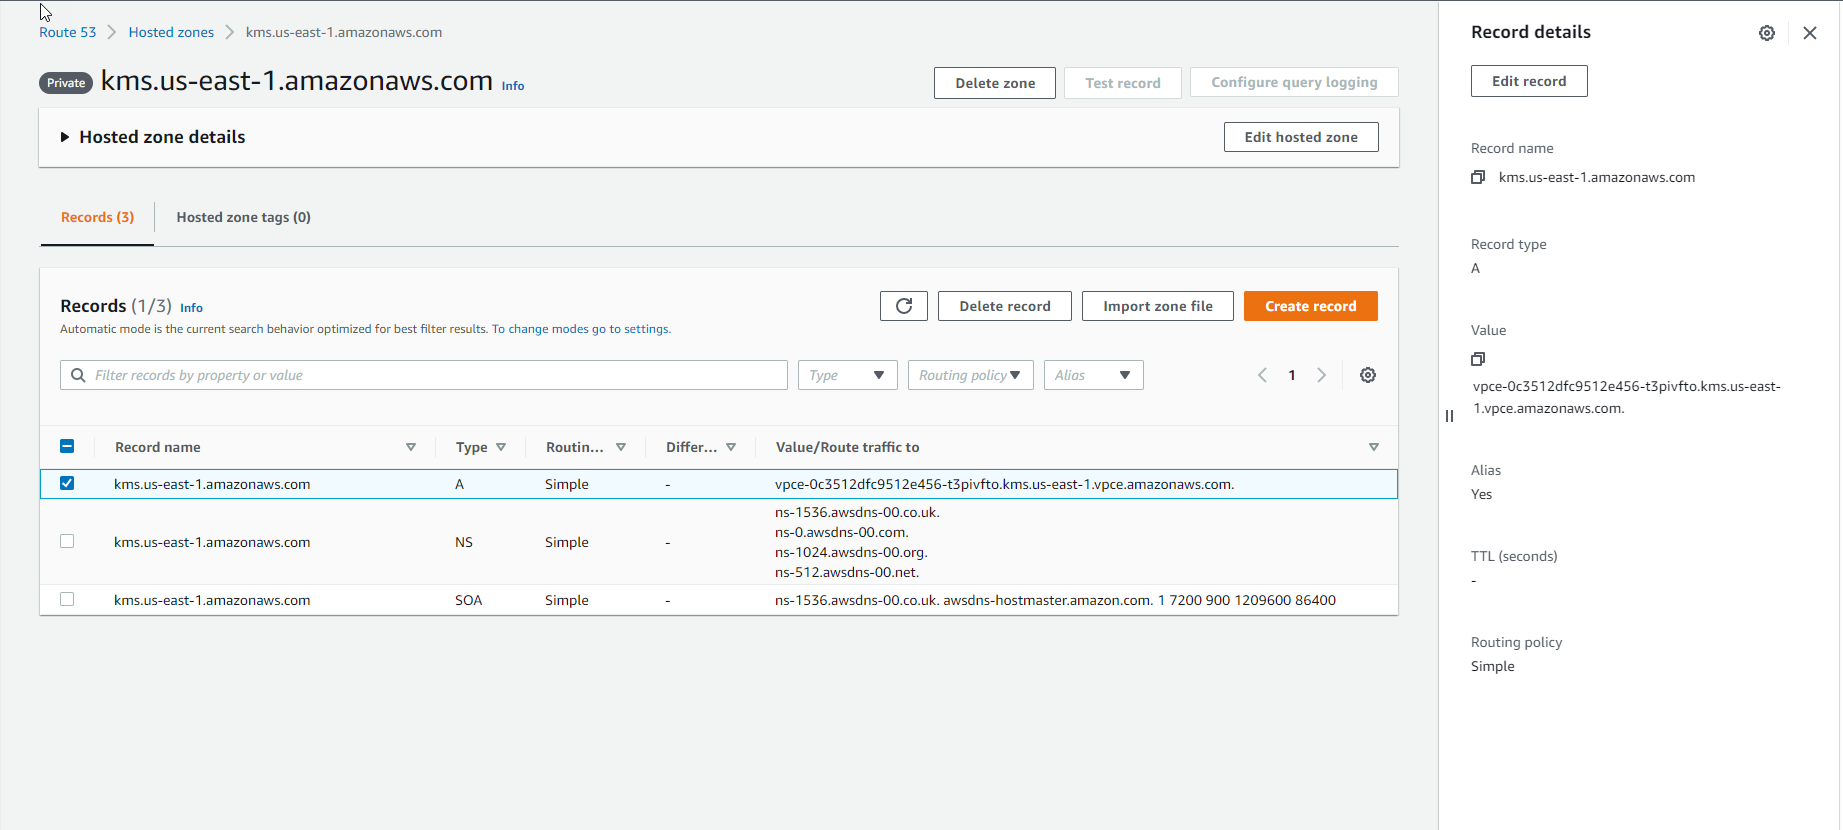 Route 53
Hosted zones
kms.us-east-1.amazonaws.com
Private
kms.us-east-1.amazonaws.com
Info
Delete zone
Test record
Configure query logging
Hosted zone details
Edit hosted zone
Records (3)
Hosted zone tags (0)
Records (1/3)
Info
Automatic mode is the current search behavior optimized for best filter results. To change modes go to settings.
Delete record
Import zone file
Create record
Filter records by property or value
Type
Routing policy
Alias
1
Record name
Type
Routin...
Differ...
Value/Route traffic to
kms.us-east-1.amazonaws.com
A
Simple
-
vpce-0c3512dfc9512e456-t3pivfto.kms.us-east-1.vpce.amazonaws.com.
kms.us-east-1.amazonaws.com
NS
Simple
-
ns-1536.awsdns-00.co.uk.
ns-0.awsdns-00.com.
ns-1024.awsdns-00.org.
ns-512.awsdns-00.net.
kms.us-east-1.amazonaws.com
SOA
Simple
-
ns-1536.awsdns-00.co.uk. awsdns-hostmaster.amazon.com. 1 7200 900 1209600 86400
Record details
Edit record
Record name
kms.us-east-1.amazonaws.com
Record type
A
Value
vpce-0c3512dfc9512e456-t3pivfto.kms.us-east-
1.vpce.amazonaws.com.
Alias
Yes
TTL (seconds)
-
Routing policy
Simple